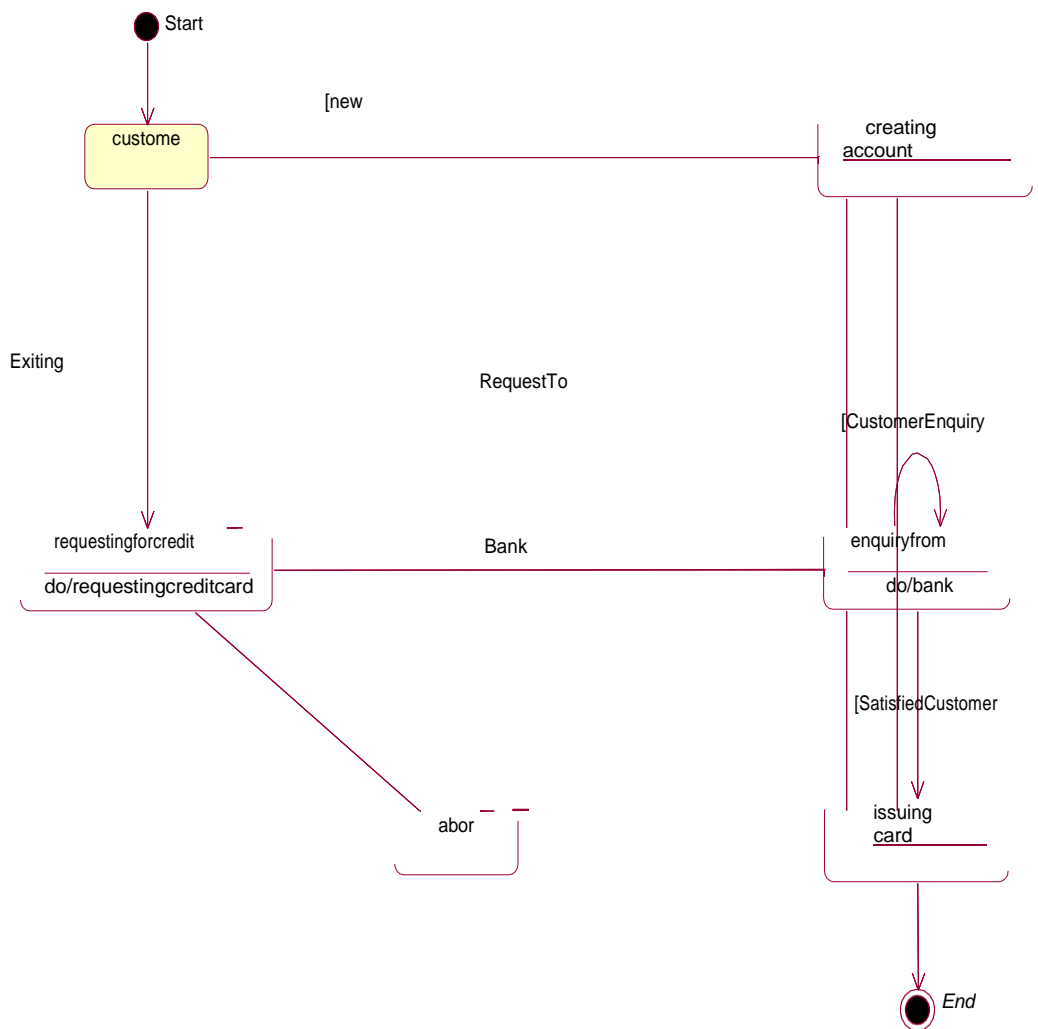 Start
[new
custome
creating
account
Exiting
RequestTo
[CustomerEnquiry
requestingforcredit
Bank
enquiryfrom
do/requestingcreditcard
do/bank
[SatisfiedCustomer
abor
issuing
card
End